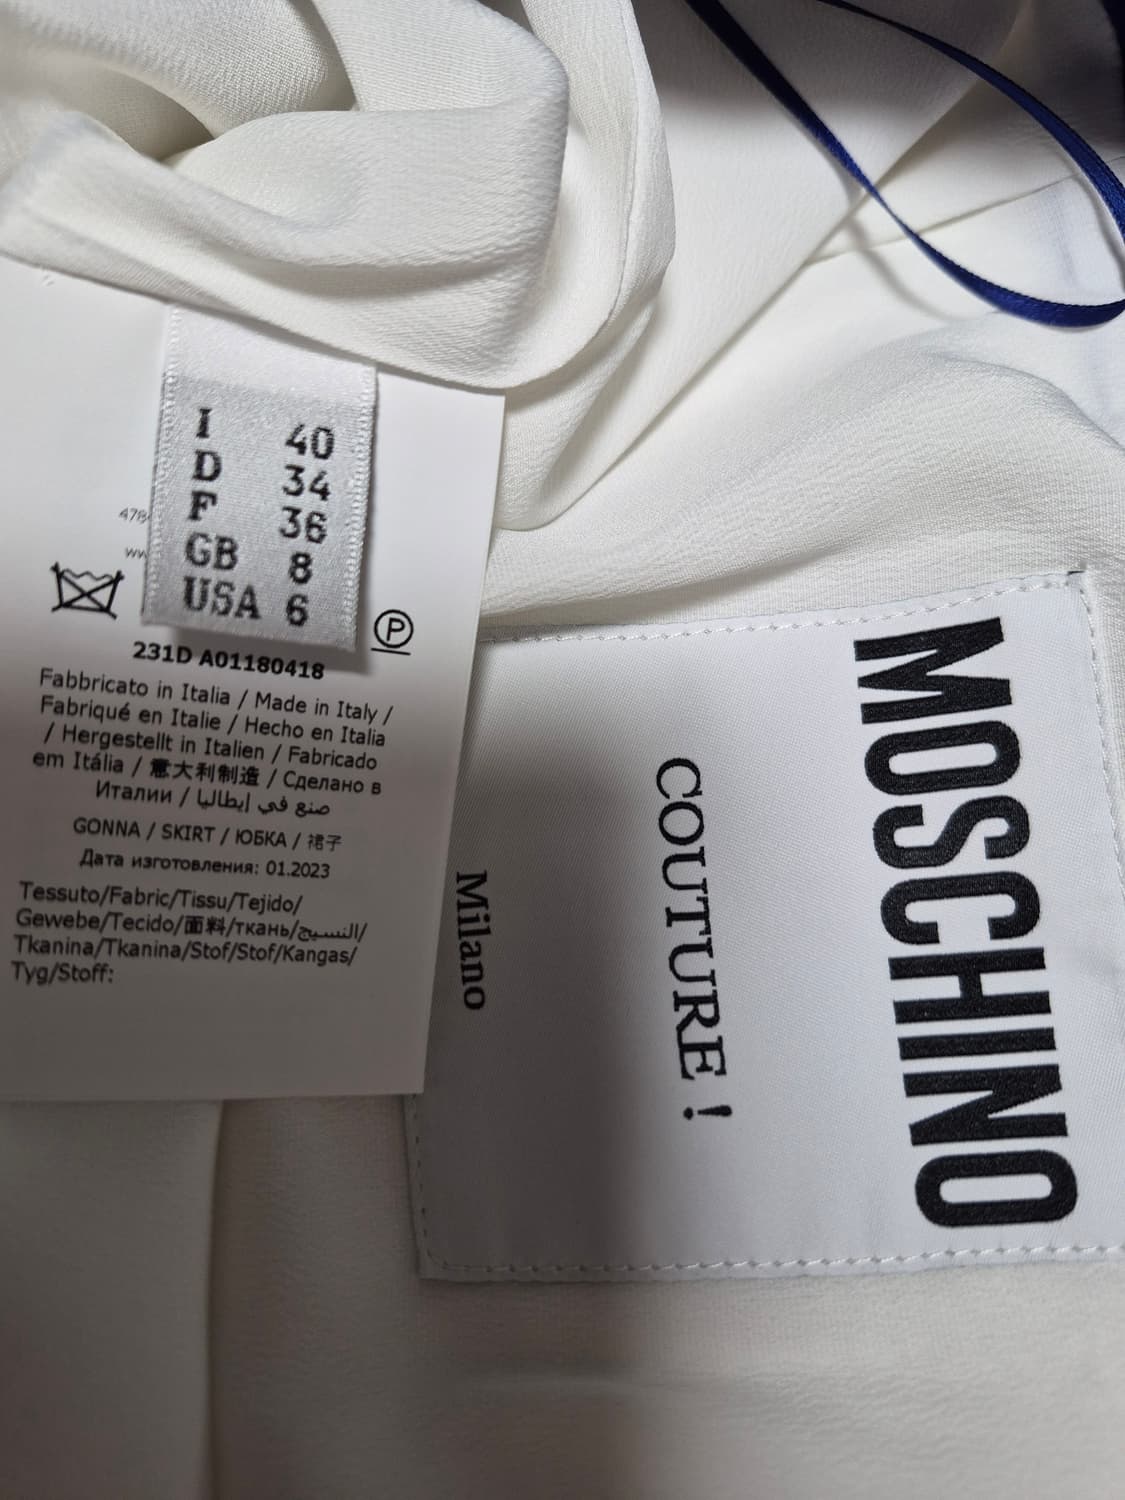 I 40
D 34
F 36
GB 8
USA 6
478
ww
P
231D A01180418
Fabbricato in Italia / Made in Italy /
Fabriqué en Italie / Hecho en Italia
/ Hergestellt in Italien / Fabricado
em Itália / 意大利制造 / Сделано в
Италии / صنع في إيطاليا
GONNA / SKIRT / ЮБКА / 裙子
Дата изготовления: 01.2023
Tessuto/Fabric/Tissu/Tejido/
Gewebe/Tecido/面料/ткань/النسيج/
Tkanina/Tkanina/Stof/Stof/Kangas/
Tyg/Stoff:
MOSCHINO
COUTURE !
Milano